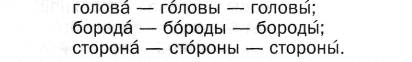 голова́ — го́ловы — головы́;
борода́ — бо́роды — бороды́;
сторона́ — сто́роны — стороны́.